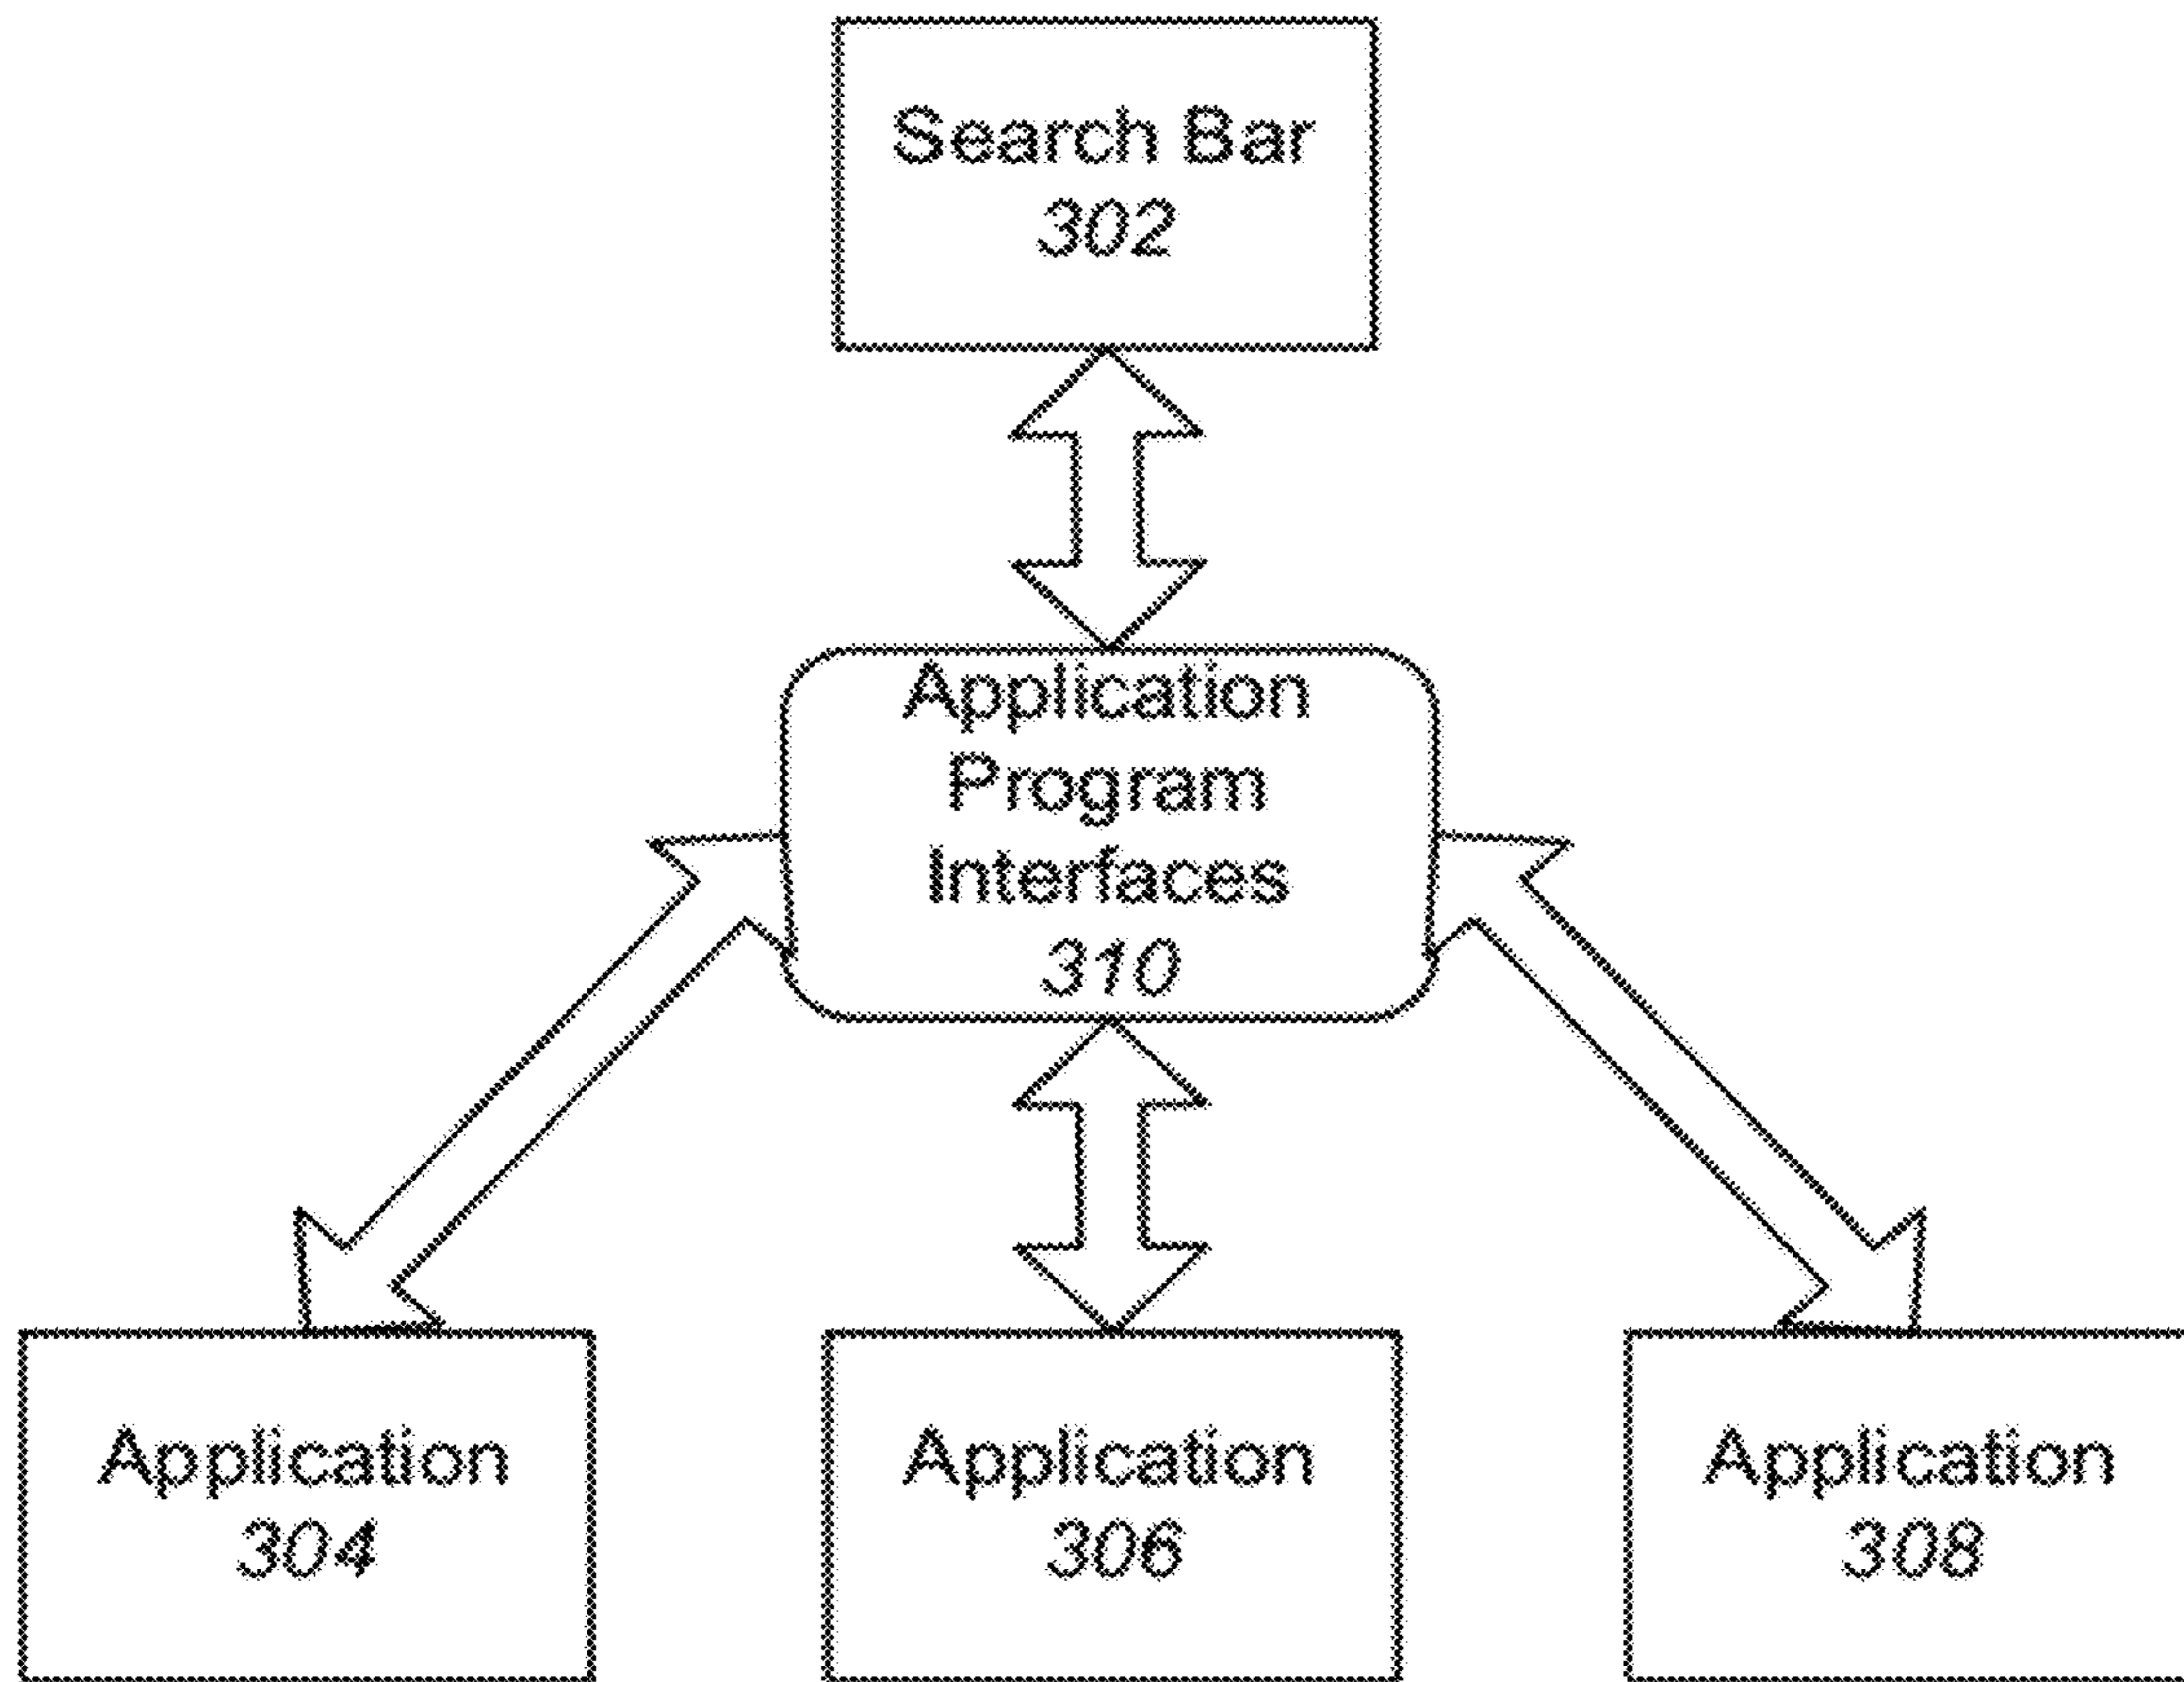 Search Bar
302
Application
Program
Interfaces
310
Application
304
Application
306
Application
308